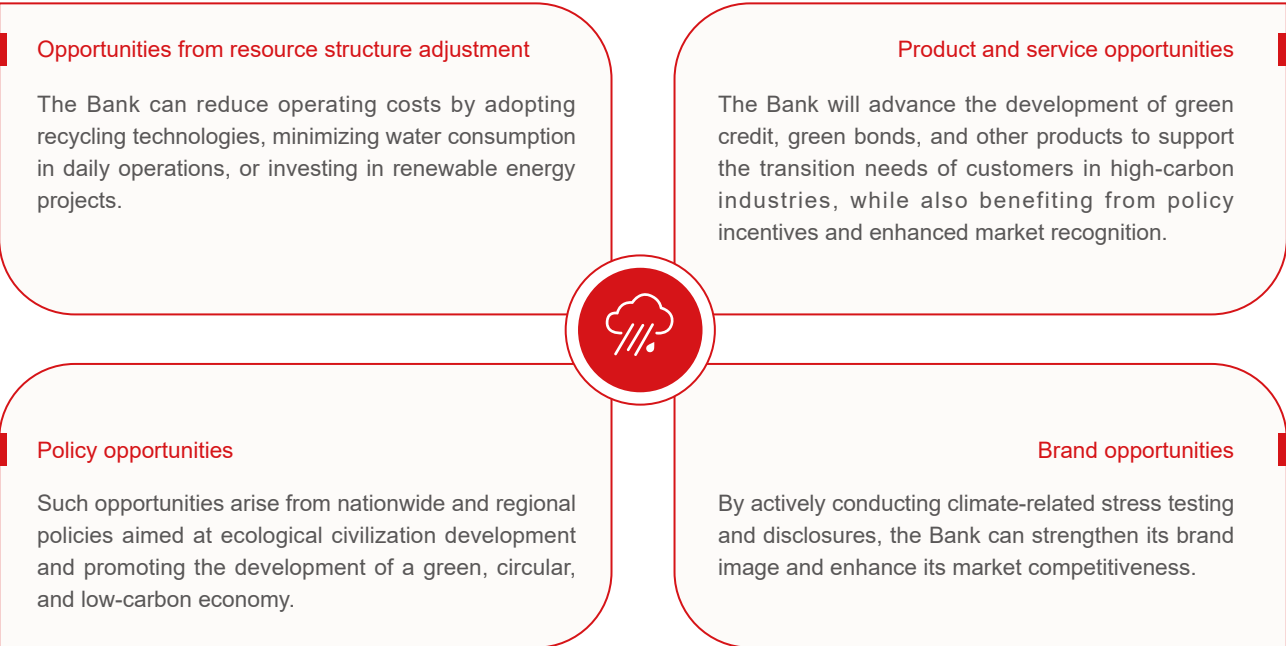 Opportunities from resource structure adjustment
The Bank can reduce operating costs by adopting
recycling technologies, minimizing water consumption
in daily operations, or investing in renewable energy
projects.
Product and service opportunities
The Bank will advance the development of green
credit, green bonds, and other products to support
the transition needs of customers in high-carbon
industries, while also benefiting from policy
incentives and enhanced market recognition.
Policy opportunities
Such opportunities arise from nationwide and regional
policies aimed at ecological civilization development
and promoting the development of a green, circular,
and low-carbon economy.
Brand opportunities
By actively conducting climate-related stress testing
and disclosures, the Bank can strengthen its brand
image and enhance its market competitiveness.